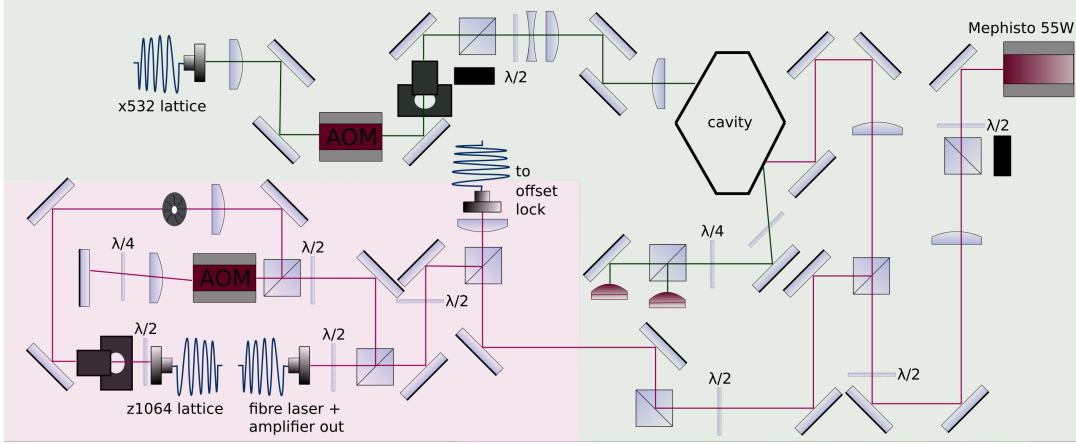 Mephisto 55W
λ/2
x532 lattice
AOM
cavity
λ/2
to
offset
lock
λ/4
λ/2
AOM
λ/4
λ/2
λ/2
λ/2
λ/2
λ/2
z1064 lattice
fibre laser +
amplifier out